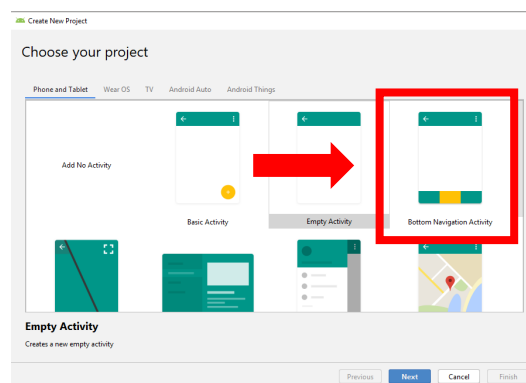 Create New Project
Choose your project
Phone and Tablet Wear OS TV Android Auto Android Things
Add No Activity
Basic Activity
Empty Activity
Bottom Navigation Activity
Empty Activity
Creates a new empty activity
Previous Next Cancel Finish